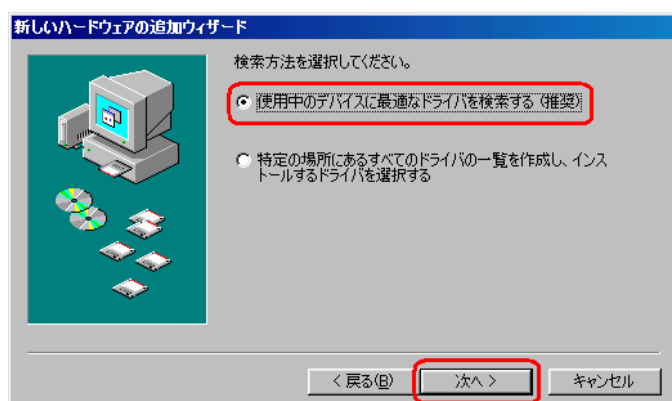 新しいハードウェアの追加ウィザード
検索方法を選択してください。
使用中のデバイスに最適なドライバを検索する (推奨)
特定の場所にあるすべてのドライバの一覧を作成し、インス
トールするドライバを選択する
< 戻る(B)
次へ >
キャンセル